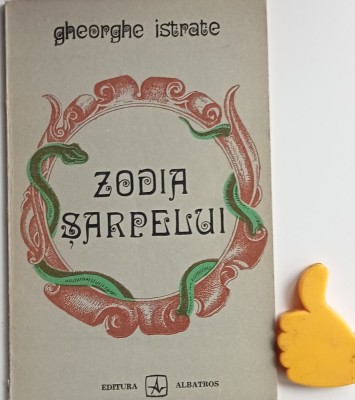 gheorghe istrate
ZODIA
ȘARPELUI
EDITURA ALBATROS